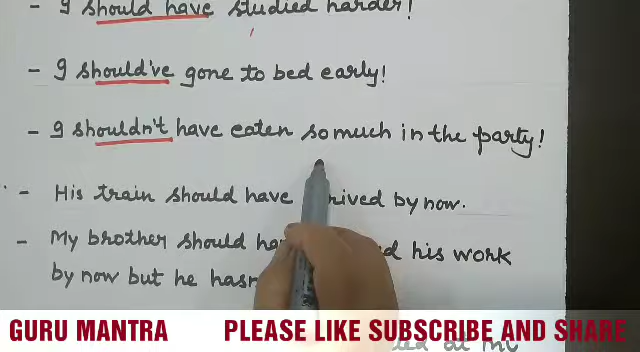 - I should have studied harder!
- I should've gone to bed early!
- I shouldn't have eaten so much in the party!
- His train should have by now.
- My brother should his work
by now but he
GURU MANTRA PLEASE LIKE SUBSCRIBE AND SHARE
at my